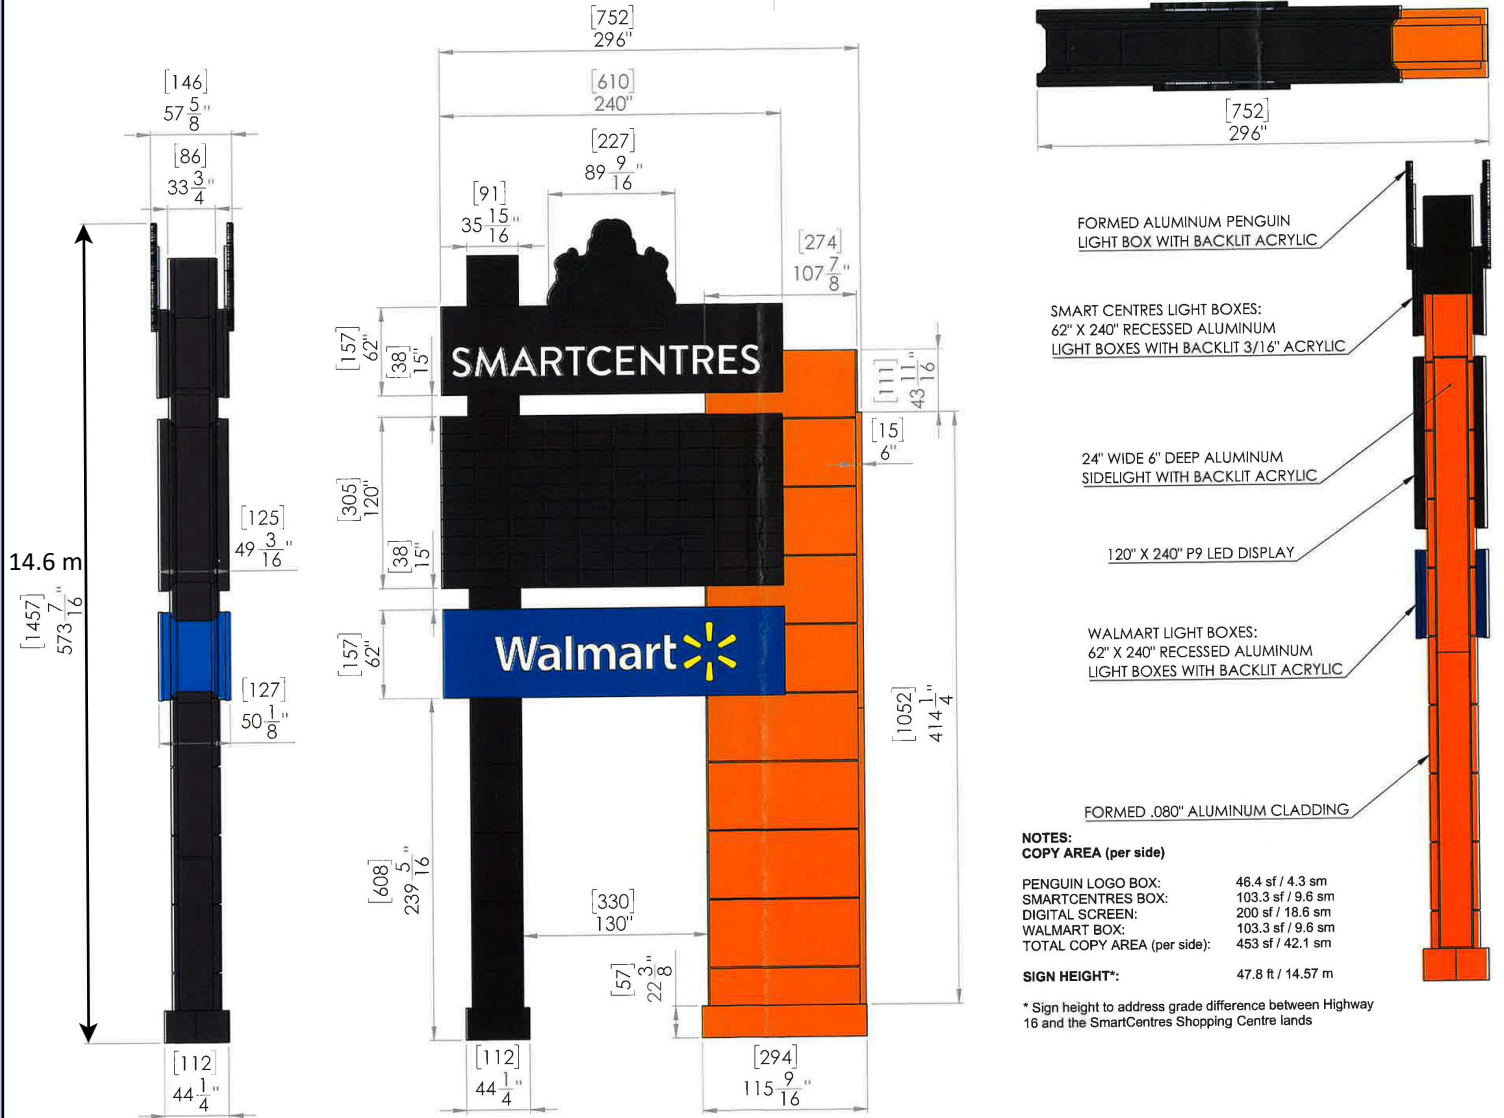 [146]
57 5/8"
[86]
33 3/4"
14.6 m
[1457]
573 7/16"
[125]
49 3/16"
[127]
50 1/8"
[112]
44 1/4"
[752]
296"
[610]
240"
[227]
89 9/16"
[91]
35 15/16"
[274]
107 7/8"
[157]
62"
[38]
15"
SMARTCENTRES
[111]
43 11/16"
[15]
6"
[305]
120"
[38]
15"
[157]
62"
Walmart
[1052]
414 1/4"
[608]
239 5/16"
[330]
130"
[57]
22 3/8"
[112]
44 1/4"
[294]
115 9/16"
[752]
296"
FORMED ALUMINUM PENGUIN
LIGHT BOX WITH BACKLIT ACRYLIC
SMART CENTRES LIGHT BOXES:
62" X 240" RECESSED ALUMINUM
LIGHT BOXES WITH BACKLIT 3/16" ACRYLIC
24" WIDE 6" DEEP ALUMINUM
SIDELIGHT WITH BACKLIT ACRYLIC
120" X 240" P9 LED DISPLAY
WALMART LIGHT BOXES:
62" X 240" RECESSED ALUMINUM
LIGHT BOXES WITH BACKLIT ACRYLIC
FORMED .080" ALUMINUM CLADDING
NOTES:
COPY AREA (per side)
PENGUIN LOGO BOX: 46.4 sf / 4.3 sm
SMARTCENTRES BOX: 103.3 sf / 9.6 sm
DIGITAL SCREEN: 200 sf / 18.6 sm
WALMART BOX: 103.3 sf / 9.6 sm
TOTAL COPY AREA (per side): 453 sf / 42.1 sm
SIGN HEIGHT*: 47.8 ft / 14.57 m
* Sign height to address grade difference between Highway
16 and the SmartCentres Shopping Centre lands